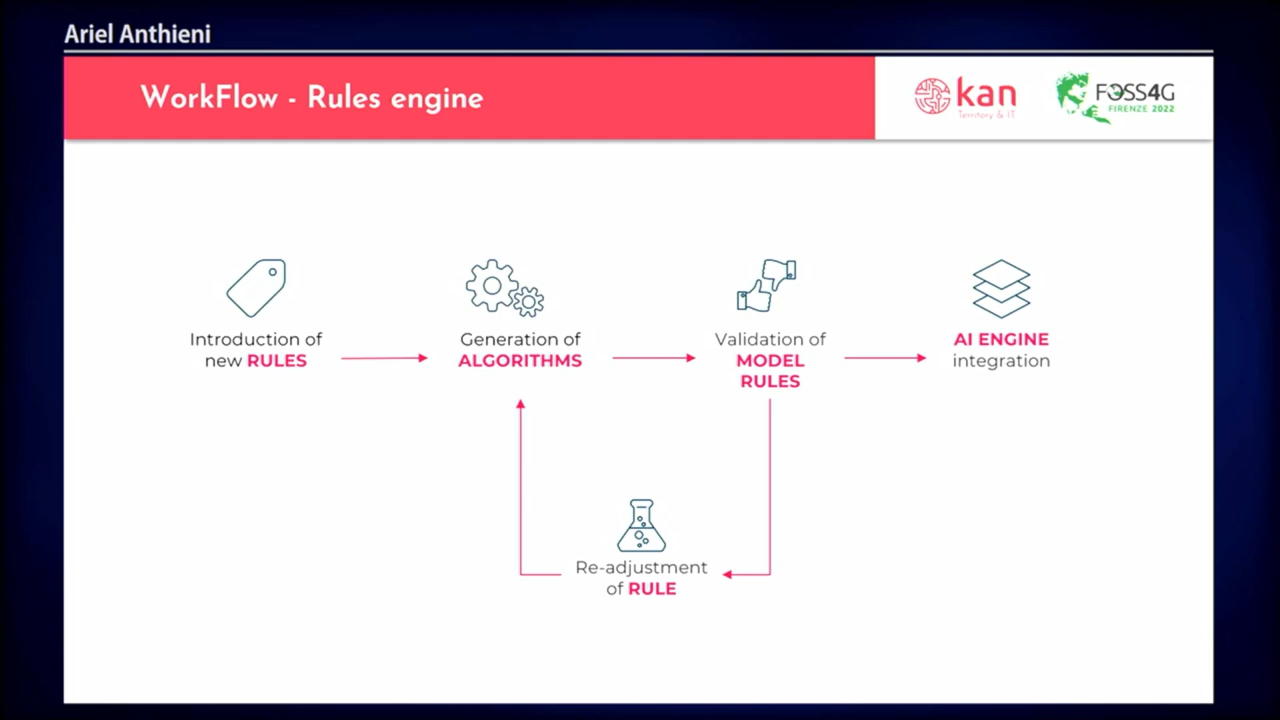 Ariel Anthieni
WorkFlow - Rules engine
kan
Territory & IT
FOSS4G
FIRENZE 2022
Introduction of
new RULES
Generation of
ALGORITHMS
Validation of
MODEL
RULES
AI ENGINE
integration
Re-adjustment
of RULE